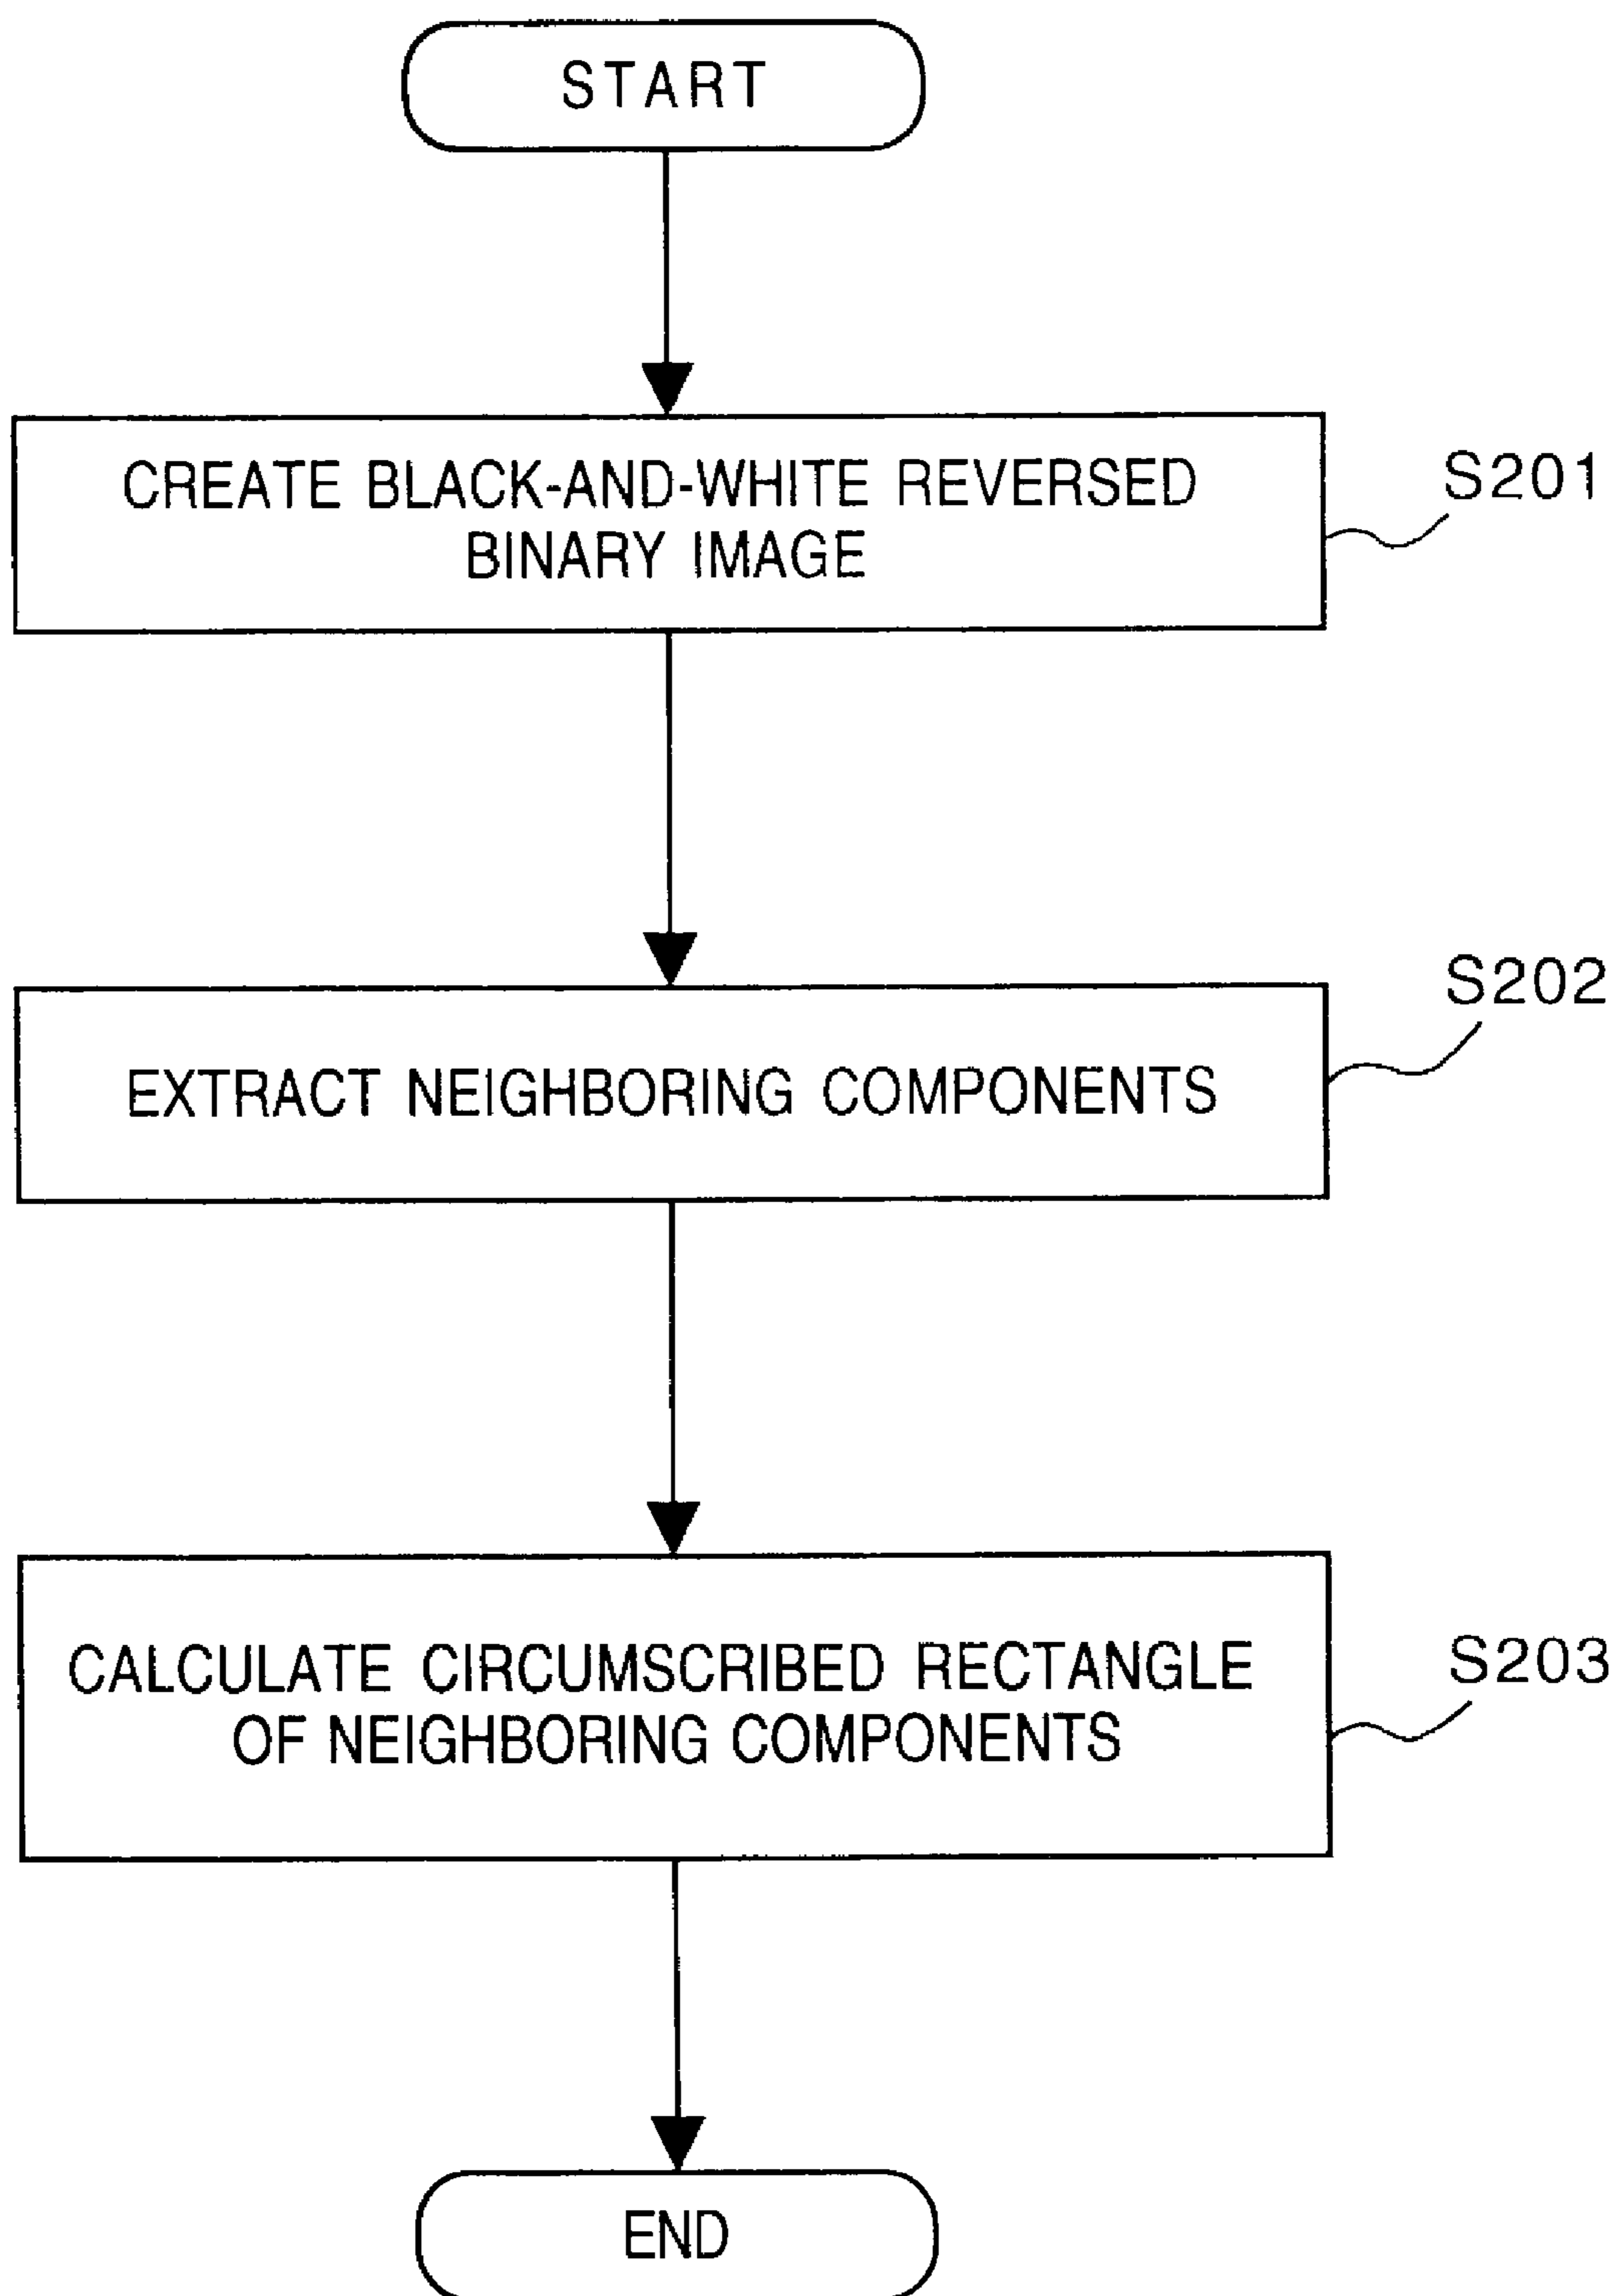 START
CREATE BLACK-AND-WHITE REVERSED
BINARY IMAGE
S201
EXTRACT NEIGHBORING COMPONENTS
S202
CALCULATE CIRCUMSCRIBED RECTANGLE
OF NEIGHBORING COMPONENTS
S203
END